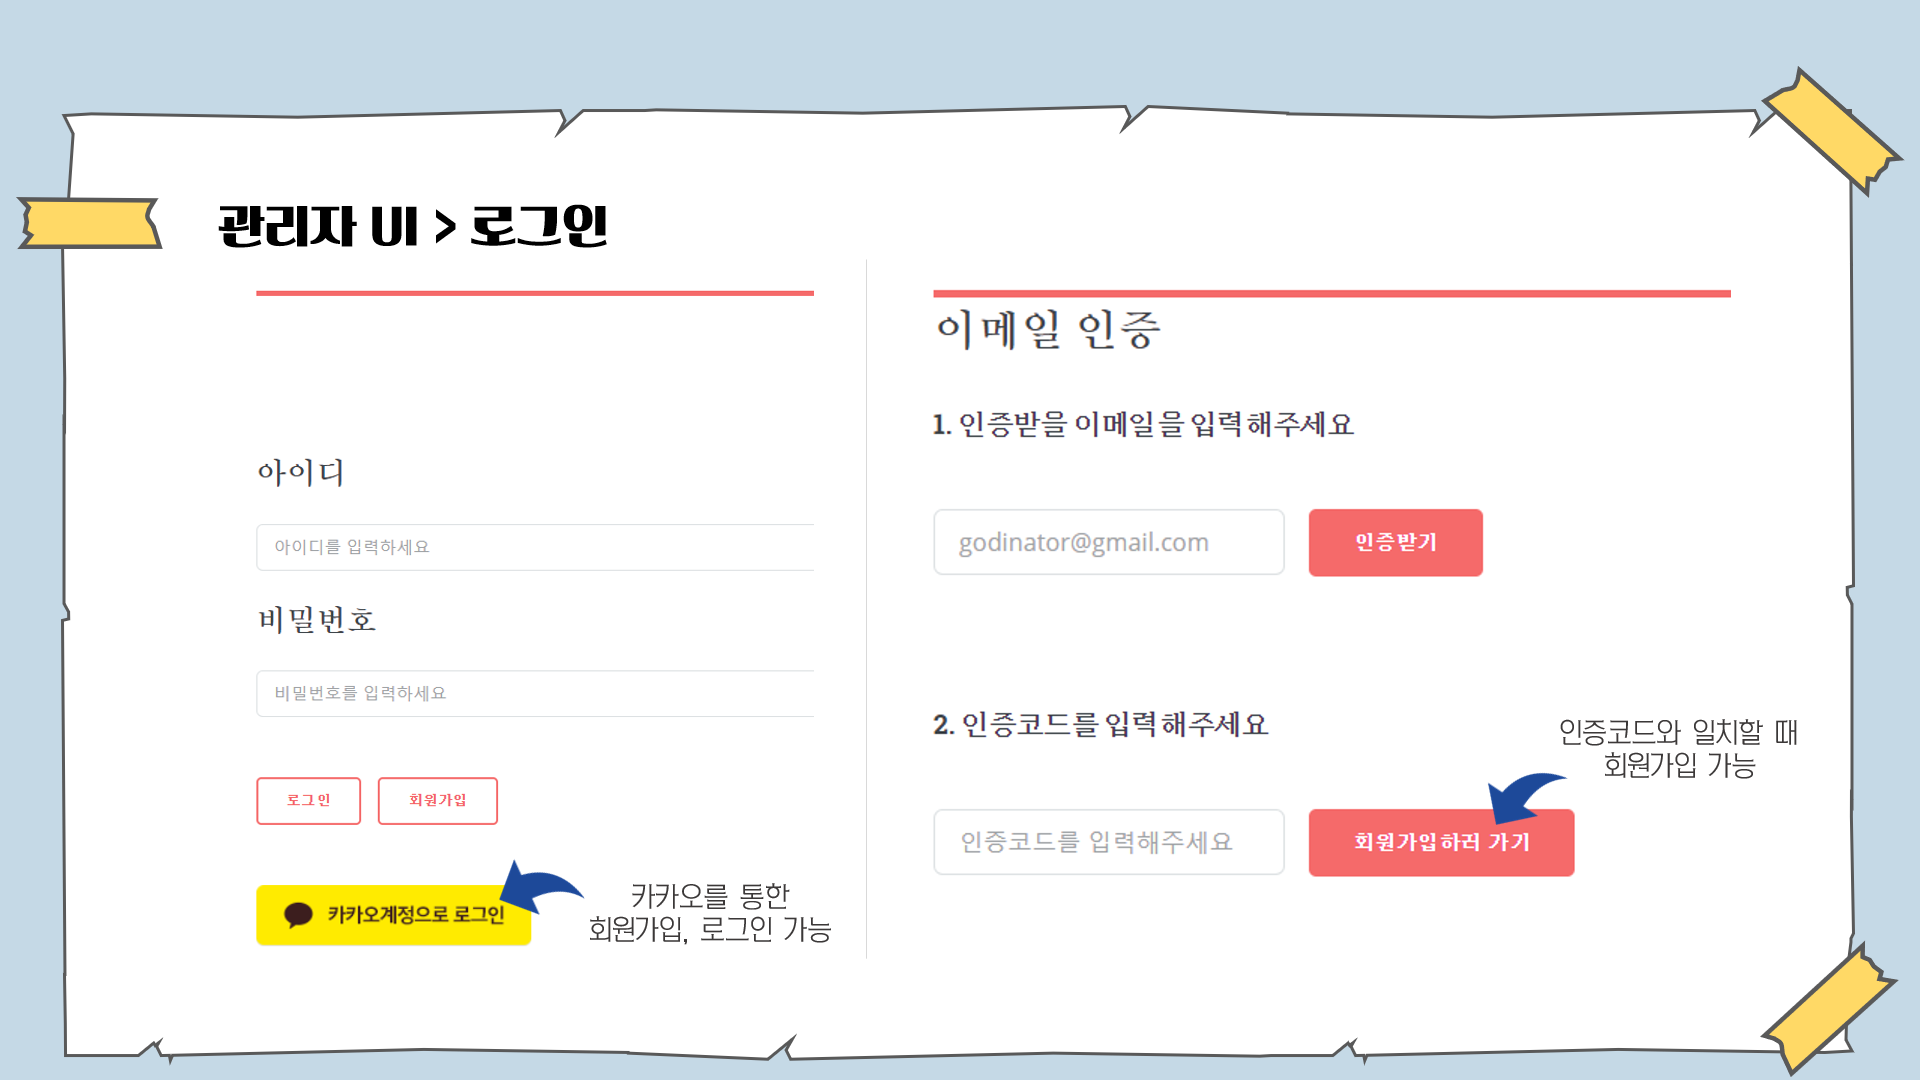 관리자 UI > 로그인
아이디
아이디를 입력하세요
비밀번호
비밀번호를 입력하세요
로그인
회원가입
카카오계정으로 로그인
카카오를 통한
회원가입, 로그인 가능
이메일 인증
1. 인증받을 이메일을 입력해주세요
godinator@gmail.com
인증받기
2. 인증코드를 입력해주세요
인증코드와 일치할 때
회원가입 가능
인증코드를 입력해주세요
회원가입하러 가기